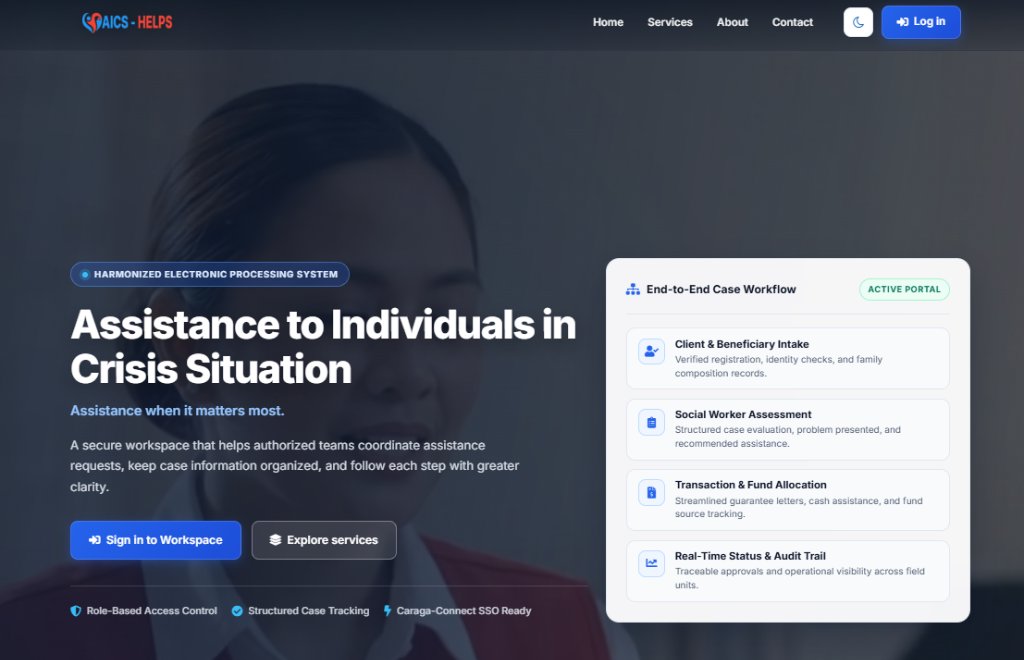 AICS - HELPS
Home
Services
About
Contact
Log in
HARMONIZED ELECTRONIC PROCESSING SYSTEM
Assistance to Individuals in
Crisis Situation
Assistance when it matters most.
A secure workspace that helps authorized teams coordinate assistance
requests, keep case information organized, and follow each step with greater
clarity.
Sign in to Workspace
Explore services
Role-Based Access Control
Structured Case Tracking
Caraga-Connect SSO Ready
End-to-End Case Workflow
ACTIVE PORTAL
Client & Beneficiary Intake
Verified registration, identity checks, and family
composition records.
Social Worker Assessment
Structured case evaluation, problem presented, and
recommended assistance.
Transaction & Fund Allocation
Streamlined guarantee letters, cash assistance, and fund
source tracking.
Real-Time Status & Audit Trail
Traceable approvals and operational visibility across field
units.